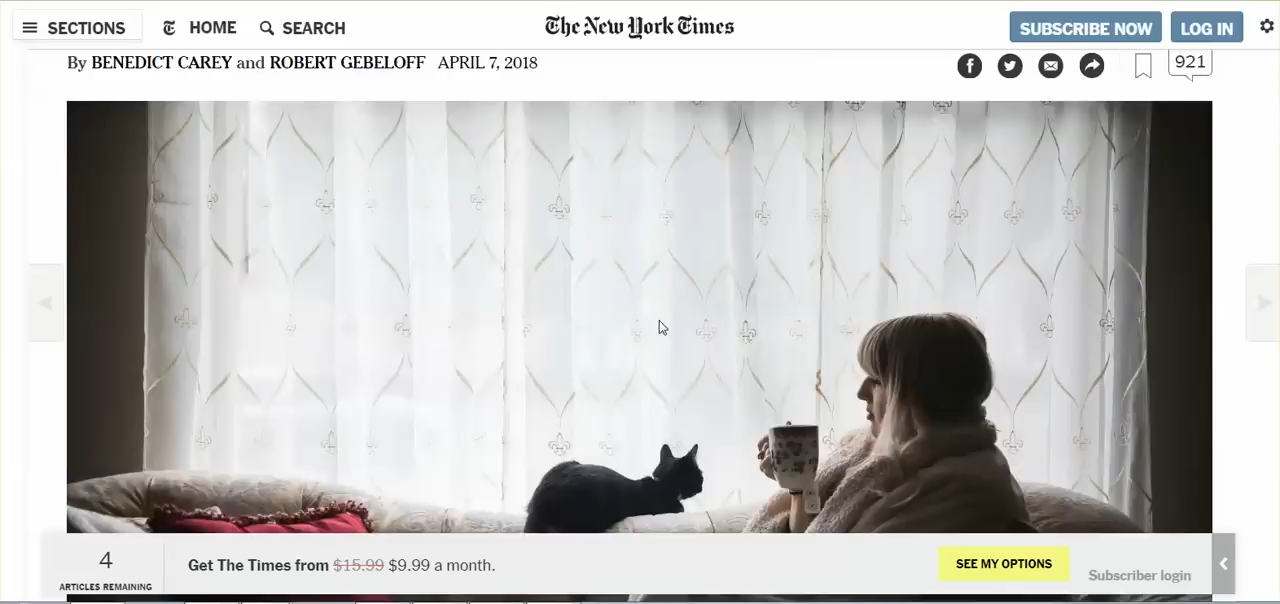 SECTIONS HOME SEARCH The New York Times SUBSCRIBE NOW LOG IN
By BENEDICT CAREY and ROBERT GEBELOFF APRIL 7, 2018 921
4 ARTICLES REMAINING
Get The Times from $15.99 $9.99 a month.
SEE MY OPTIONS
Subscriber login